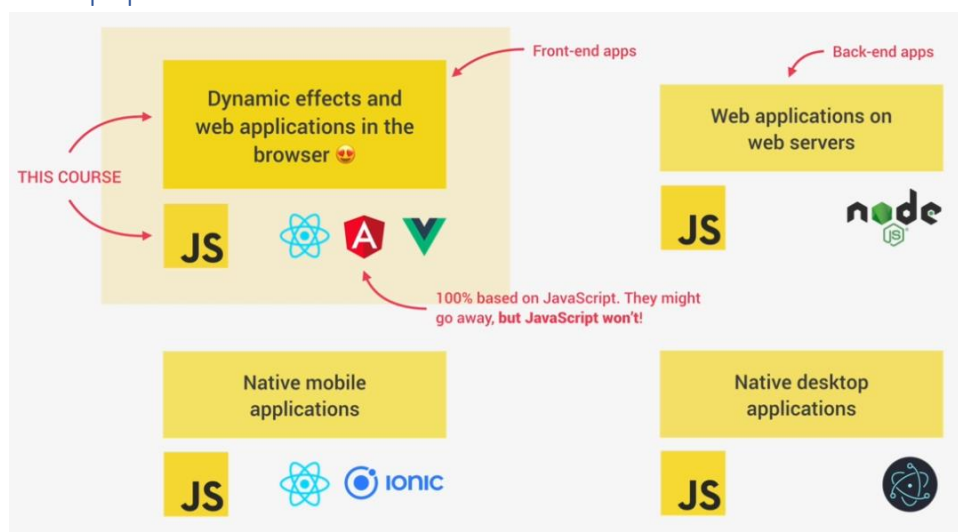 Front-end apps
Back-end apps
Dynamic effects and
web applications in the
browser 😍
Web applications on
web servers
THIS COURSE
JS
A
JS
node
JS
100% based on JavaScript. They might
go away, but JavaScript won't!
Native mobile
applications
Native desktop
applications
JS
IONIC
JS